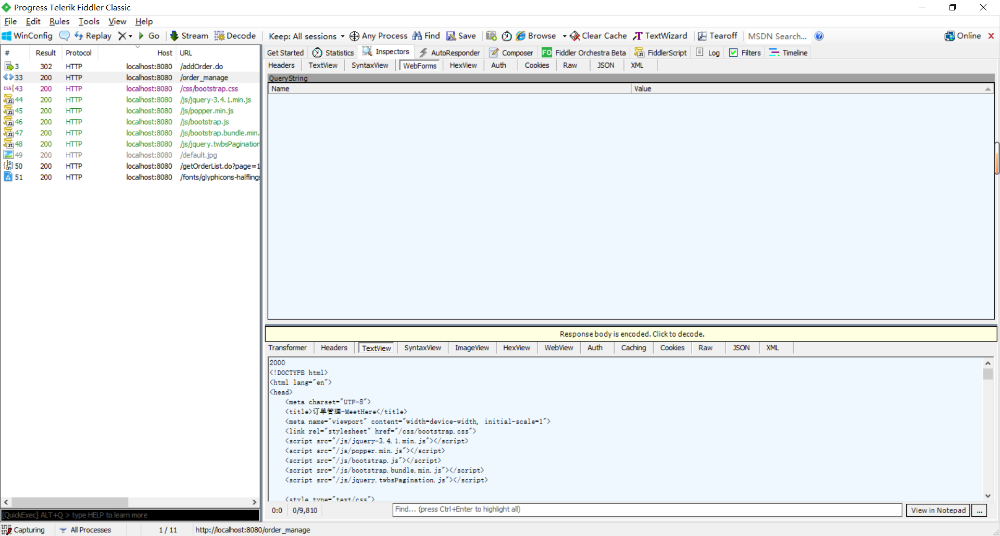 Progress Telerik Fiddler Classic
File Edit Rules Tools View Help
WinConfig Replay Go Stream Decode Keep: All sessions Any Process Find Save Browse Clear Cache TextWizard Tearoff MSDN Search... Online
Get Started Statistics Inspectors AutoResponder Composer FO Fiddler Orchestra Beta FiddlerScript Log Filters Timeline
Headers TextView SyntaxView WebForms HexView Auth Cookies Raw JSON XML
QueryString
Name Value
# Result Protocol Host URL
3 302 HTTP localhost:8080 /addOrder.do
33 200 HTTP localhost:8080 /order_manage
43 200 HTTP localhost:8080 /css/bootstrap.css
44 200 HTTP localhost:8080 /js/jquery-3.4.1.min.js
45 200 HTTP localhost:8080 /js/popper.min.js
46 200 HTTP localhost:8080 /js/bootstrap.js
47 200 HTTP localhost:8080 /js/bootstrap.bundle.min.
48 200 HTTP localhost:8080 /js/jquery.twbsPagination
49 200 HTTP localhost:8080 /default.jpg
50 200 HTTP localhost:8080 /getOrderList.do?page=1
51 200 HTTP localhost:8080 /fonts/glyphicons-halflings
Response body is encoded. Click to decode.
Transformer Headers TextView SyntaxView ImageView HexView WebView Auth Caching Cookies Raw JSON XML
2000
<!DOCTYPE html>
<html lang="en">
<head>
<meta charset="UTF-8">
<title>订单管理-MeetHere</title>
<meta name="viewport" content="width=device-width, initial-scale=1">
<link rel="stylesheet" href="/css/bootstrap.css">
<script src="/js/jquery-3.4.1.min.js"></script>
<script src="/js/popper.min.js"></script>
<script src="/js/bootstrap.js"></script>
<script src="/js/bootstrap.bundle.min.js"></script>
<script src="/js/jquery.twbsPagination.js"></script>
<style type="text/css">
0:0 0/9,810 Find... (press Ctrl+Enter to highlight all) View in Notepad ...
[QuickExec] ALT+Q > type HELP to learn more
Capturing All Processes 1 / 11 http://localhost:8080/order_manage